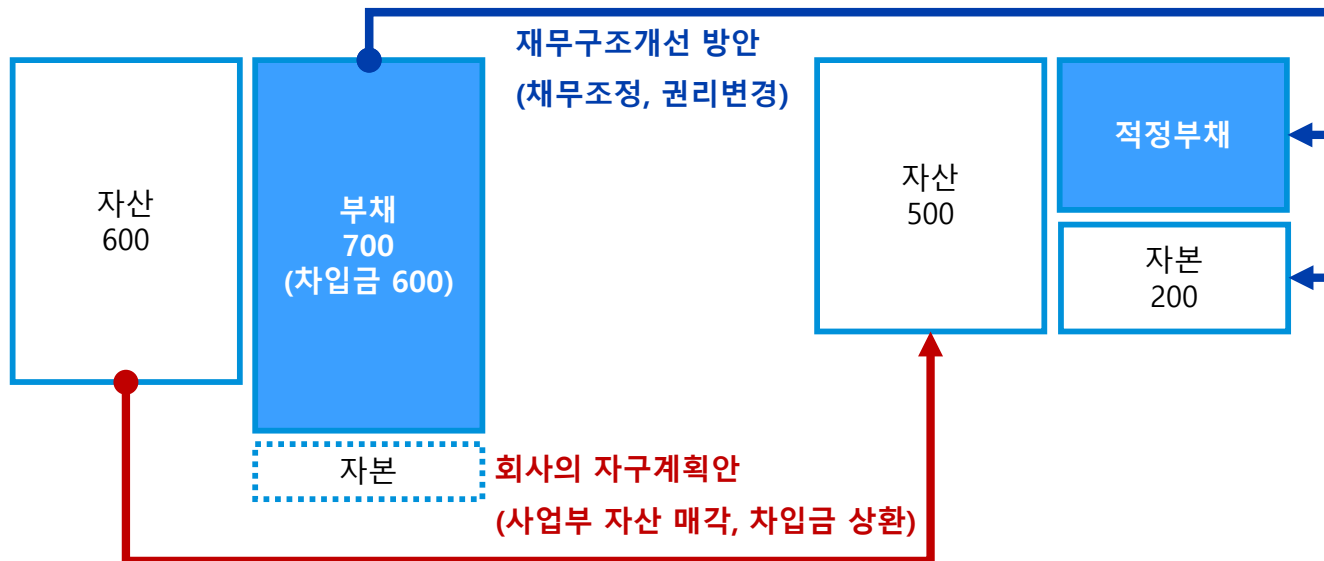 재무구조개선 방안
(채무조정, 권리변경)
자산
600
부채
700
(차입금 600)
자본
회사의 자구계획안
(사업부 자산 매각, 차입금 상환)
자산
500
적정부채
자본
200